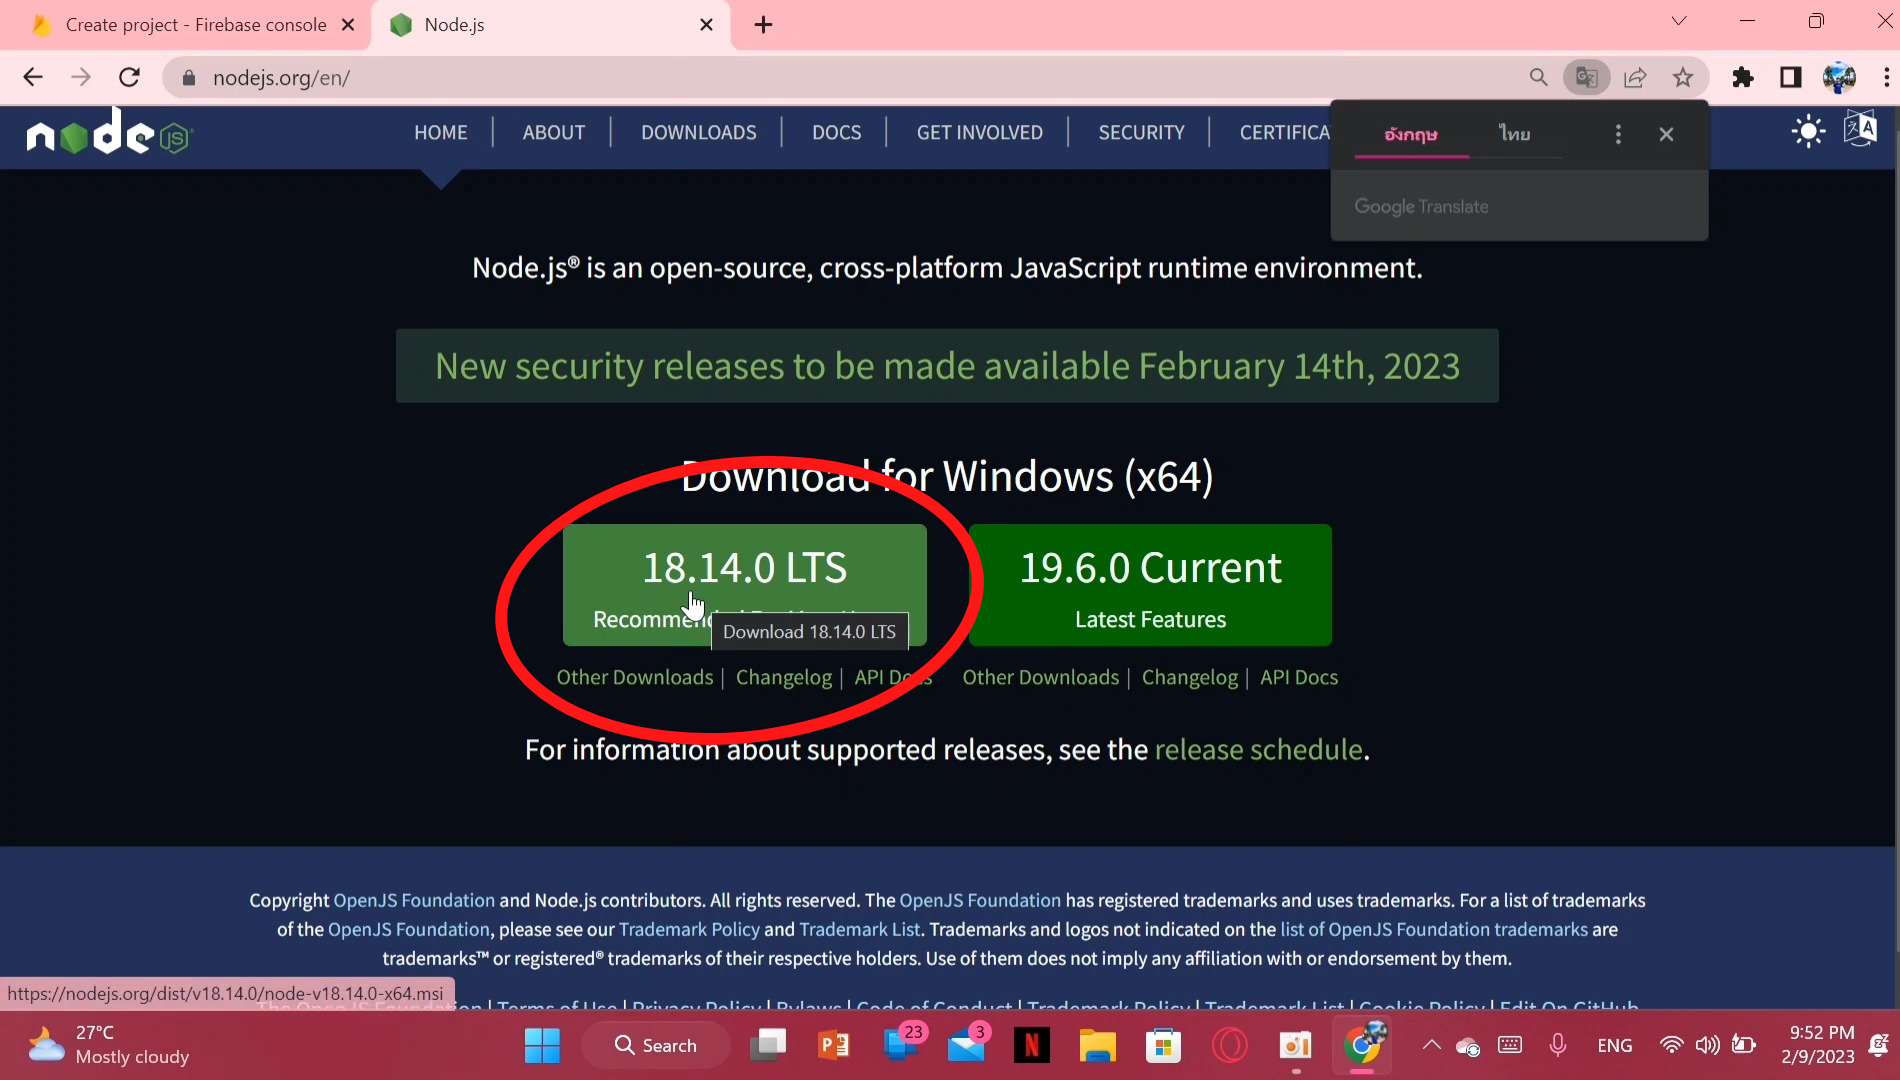 Create project - Firebase console
Node.js
nodejs.org/en/
node JS
HOME
ABOUT
DOWNLOADS
DOCS
GET INVOLVED
SECURITY
CERTIFICA
อังกฤษ
ไทย
Google Translate
Node.js® is an open-source, cross-platform JavaScript runtime environment.
New security releases to be made available February 14th, 2023
Download for Windows (x64)
18.14.0 LTS
Download 18.14.0 LTS
19.6.0 Current
Latest Features
Other Downloads | Changelog | API Docs
Other Downloads | Changelog | API Docs
For information about supported releases, see the release schedule.
Copyright OpenJS Foundation and Node.js contributors. All rights reserved. The OpenJS Foundation has registered trademarks and uses trademarks. For a list of trademarks
of the OpenJS Foundation, please see our Trademark Policy and Trademark List. Trademarks and logos not indicated on the list of OpenJS Foundation trademarks are
trademarks™ or registered® trademarks of their respective holders. Use of them does not imply any affiliation with or endorsement by them.
https://nodejs.org/dist/v18.14.0/node-v18.14.0-x64.msi
Terms of Use | Privacy Policy | Bylaws | Code of Conduct | Trademark Policy | Trademark List | Cookie Policy | Edit On GitHub
27°C
Mostly cloudy
Search
23
3
N
ENG
9:52 PM
2/9/2023